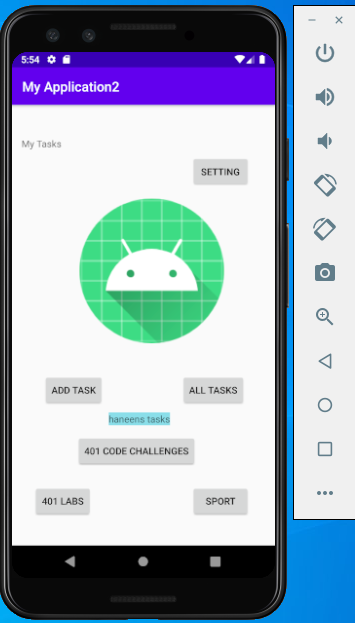 5:54
My Application2
My Tasks
SETTING
ADD TASK
ALL TASKS
haneens tasks
401 CODE CHALLENGES
401 LABS
SPORT